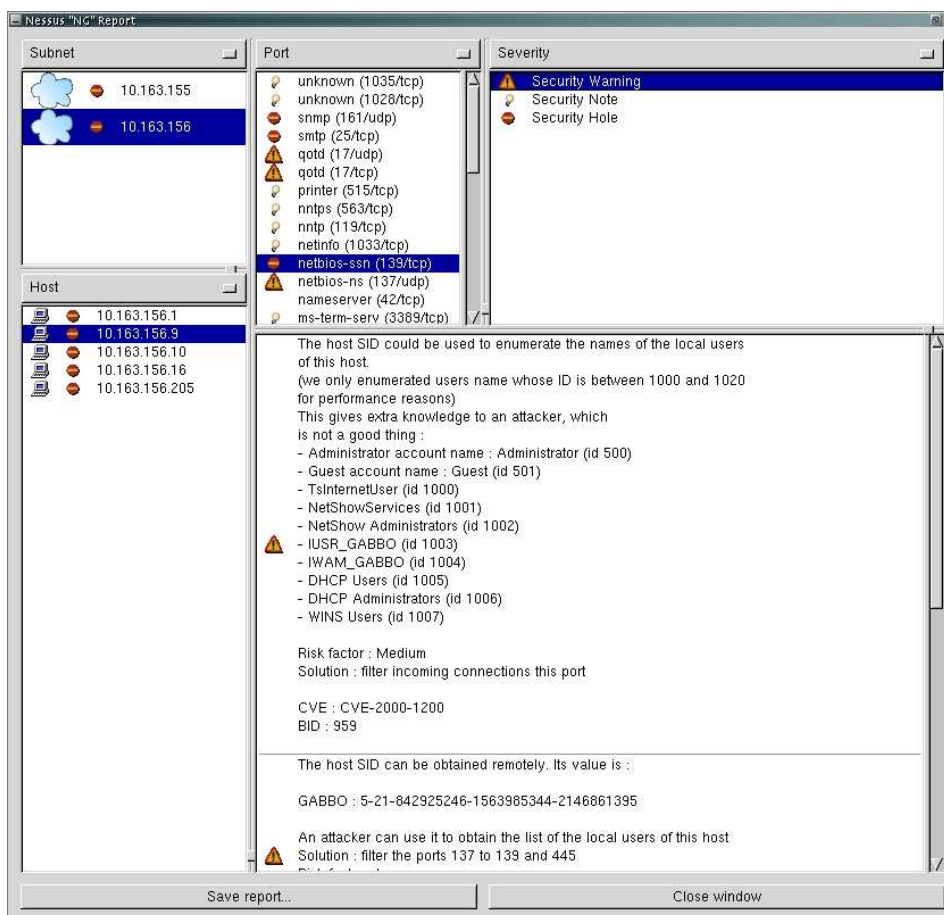 Nessus "NG" Report
Subnet
10.163.155
10.163.156
Host
10.163.156.1
10.163.156.9
10.163.156.10
10.163.156.16
10.163.156.205
Port
unknown (1035/tcp)
unknown (1028/tcp)
snmp (161/udp)
smtp (25/tcp)
qotd (17/udp)
qotd (17/tcp)
printer (515/tcp)
nntps (563/tcp)
nntp (119/tcp)
netinfo (1033/tcp)
netbios-ssn (139/tcp)
netbios-ns (137/udp)
nameserver (42/tcp)
ms-term-serv (3389/tcp)
Severity
Security Warning
Security Note
Security Hole
The host SID could be used to enumerate the names of the local users
of this host.
(we only enumerated users name whose ID is between 1000 and 1020
for performance reasons)
This gives extra knowledge to an attacker, which
is not a good thing :
- Administrator account name : Administrator (id 500)
- Guest account name : Guest (id 501)
- TsInternetUser (id 1000)
- NetShowServices (id 1001)
- NetShow Administrators (id 1002)
- IUSR_GABBO (id 1003)
- IWAM_GABBO (id 1004)
- DHCP Users (id 1005)
- DHCP Administrators (id 1006)
- WINS Users (id 1007)
Risk factor : Medium
Solution : filter incoming connections this port
CVE : CVE-2000-1200
BID : 959
The host SID can be obtained remotely. Its value is :
GABBO : 5-21-842925246-1563985344-2146861395
An attacker can use it to obtain the list of the local users of this host
Solution : filter the ports 137 to 139 and 445
Save report...
Close window